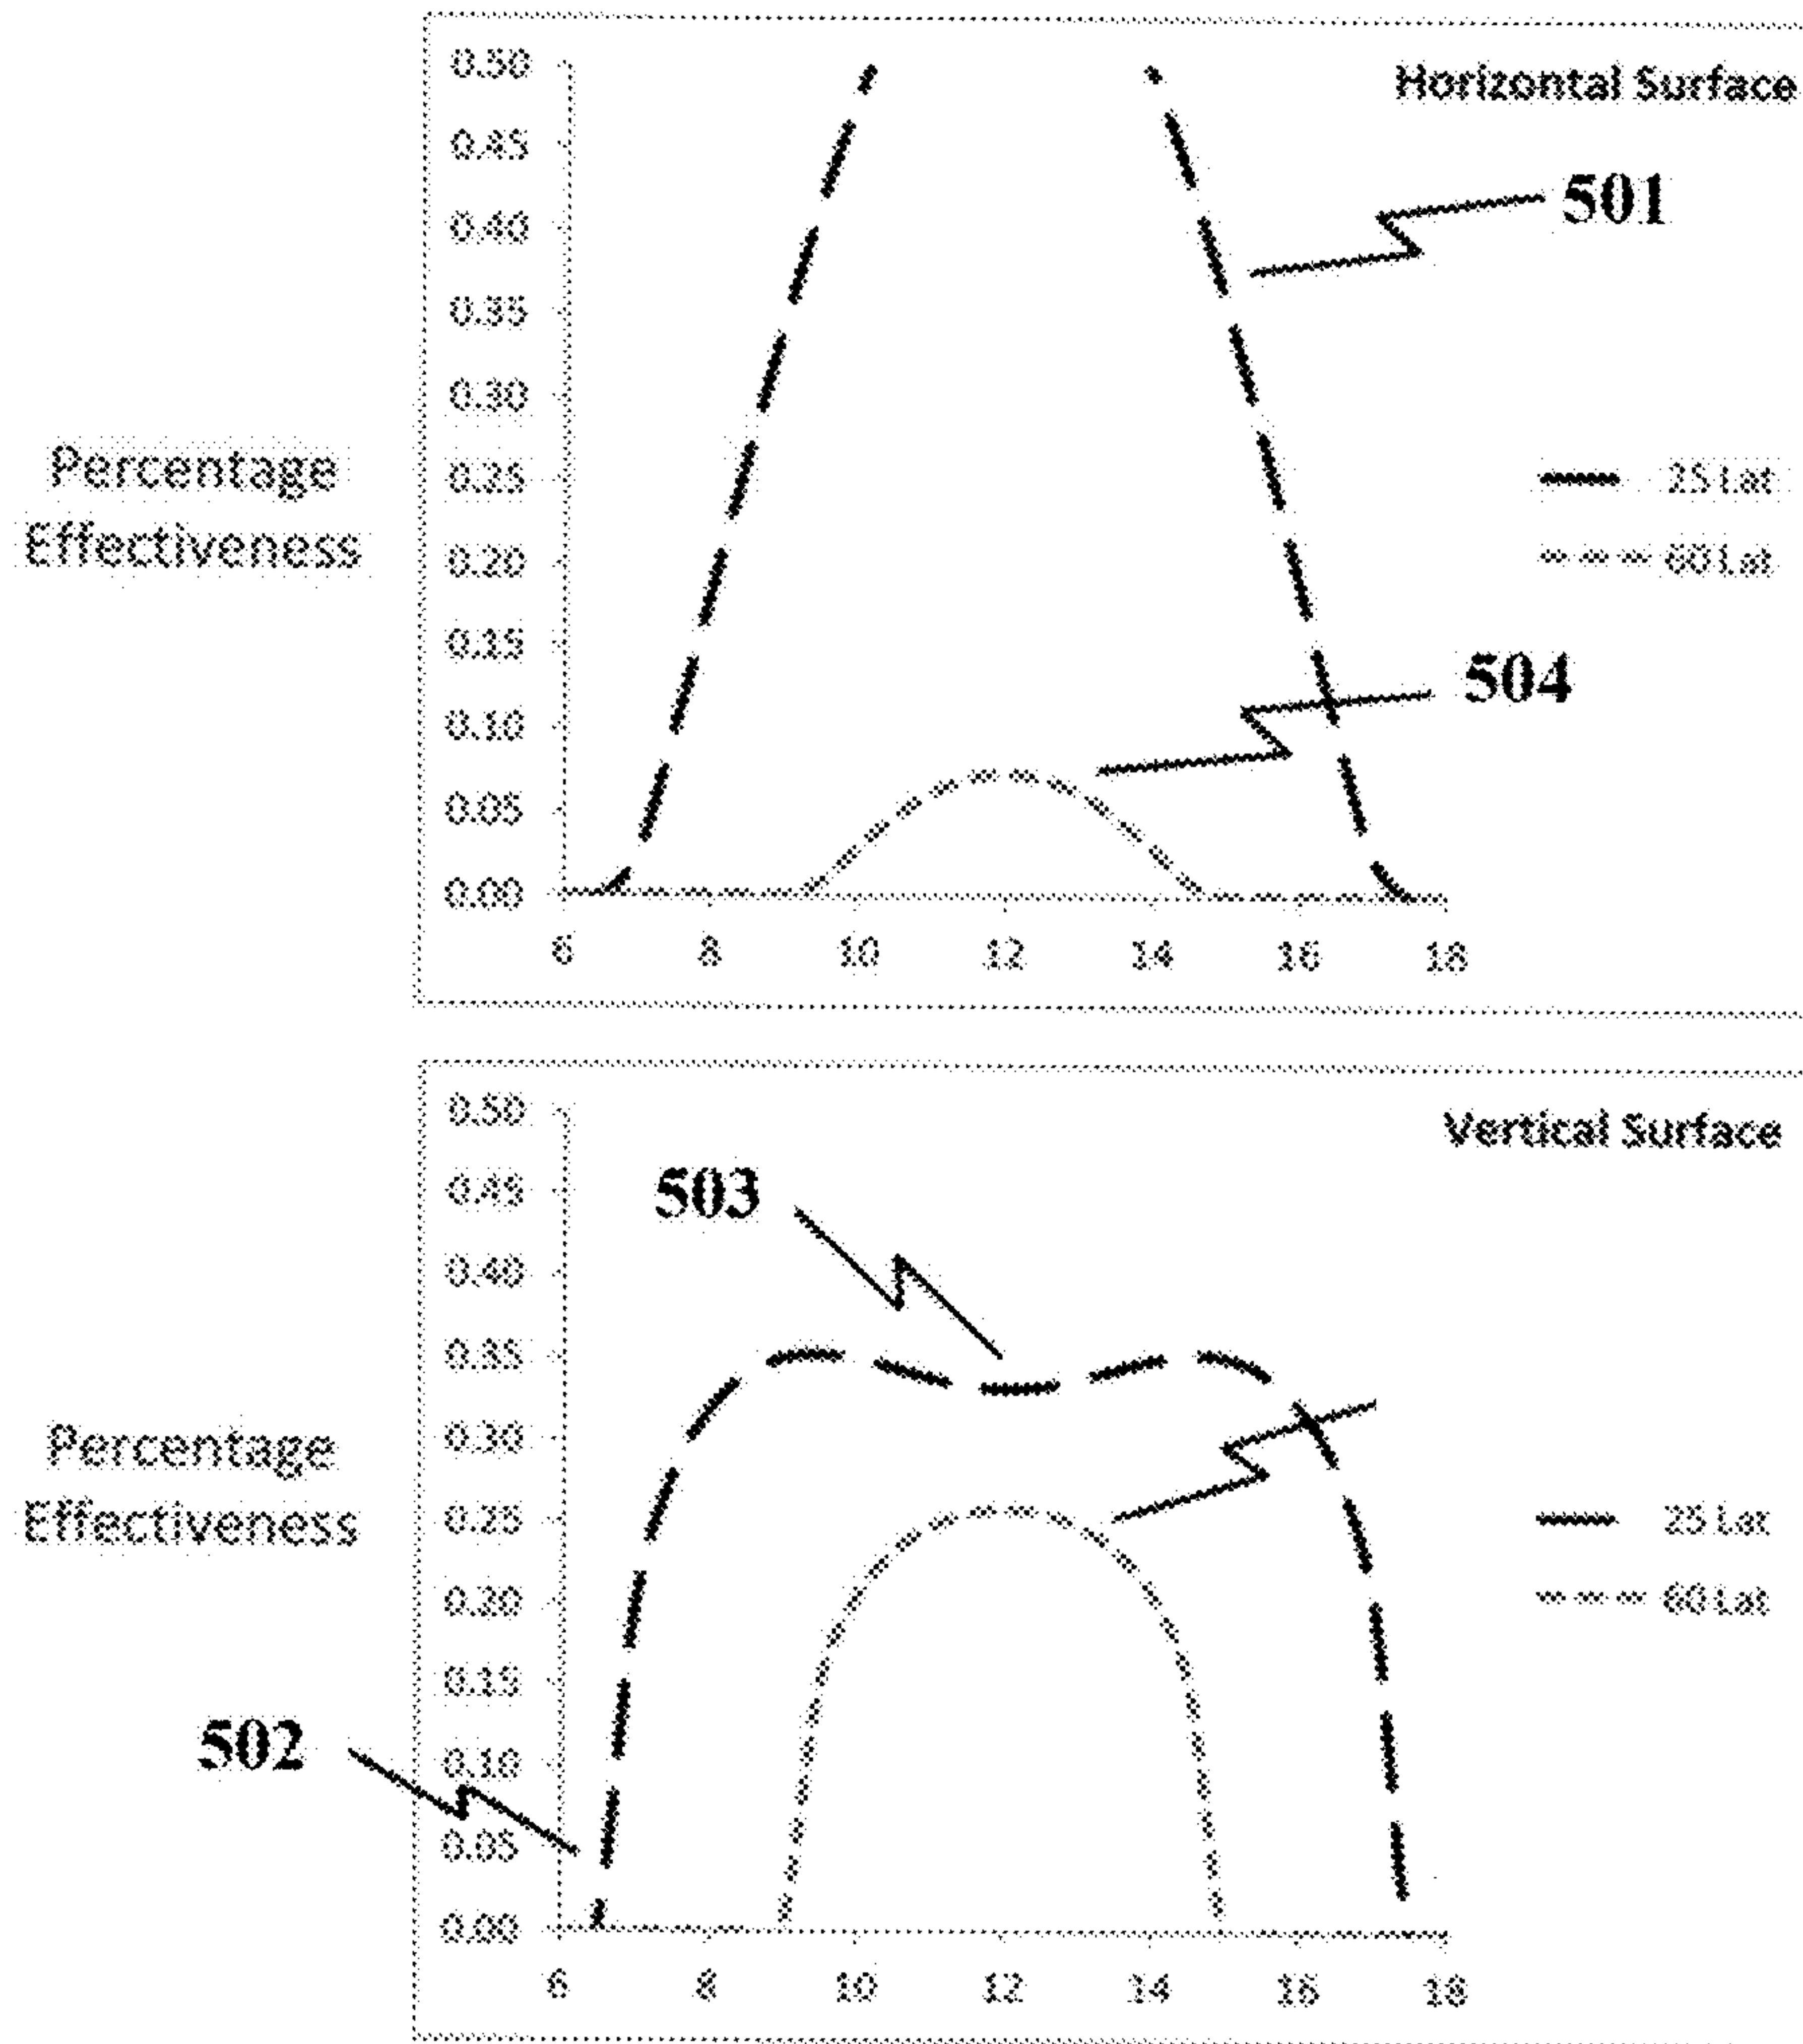 Horizontal Surface
0.50
0.45
0.40
0.35
0.30
0.25
0.20
0.15
0.10
0.05
0.00
Percentage
Effectiveness
501
504
25 Lat
60 Lat
6 8 10 12 14 16 18
Vertical Surface
0.50
0.45
0.40
0.35
0.30
0.25
0.20
0.15
0.10
0.05
0.00
503
Percentage
Effectiveness
502
25 Lat
60 Lat
6 8 10 12 14 16 18